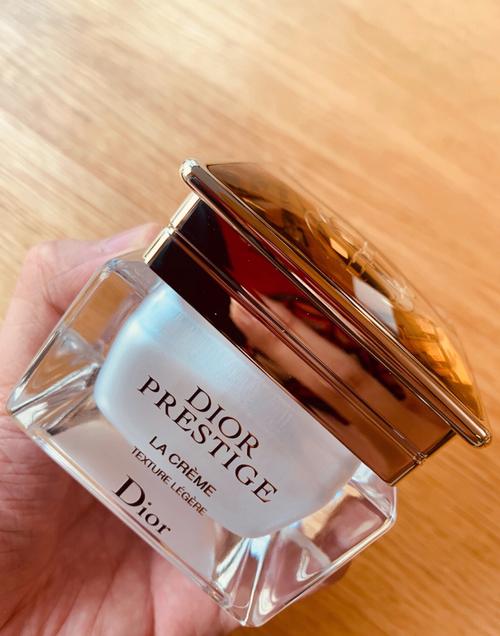 DIOR
PRESTIGE
LA CRÈME
TEXTURE LÉGÈRE
Dior